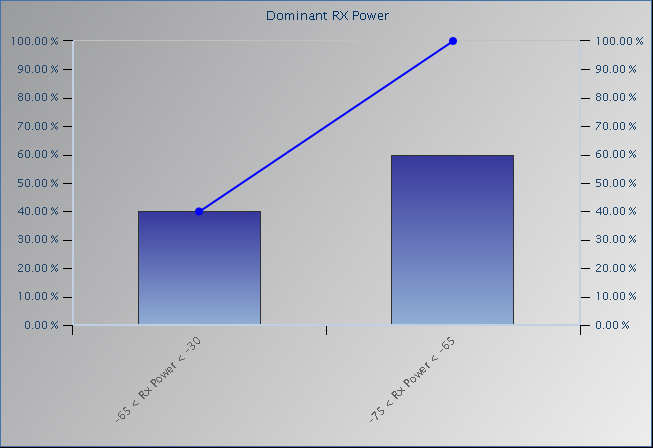 Dominant RX Power
100.00 % 100.00 %
90.00 % 90.00 %
80.00 % 80.00 %
70.00 % 70.00 %
60.00 % 60.00 %
50.00 % 50.00 %
40.00 % 40.00 %
30.00 % 30.00 %
20.00 % 20.00 %
10.00 % 10.00 %
0.00 % 0.00 %
-65 < Rx Power < -30
-75 < Rx Power < -65